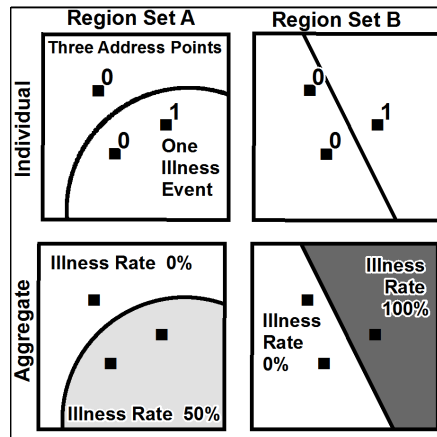 Region Set A
Region Set B
Individual
Three Address Points
0
1
0
One
Illness
Event
0
1
0
Aggregate
Illness Rate 0%
Illness Rate 50%
Illness
Rate
100%
Illness
Rate
0%